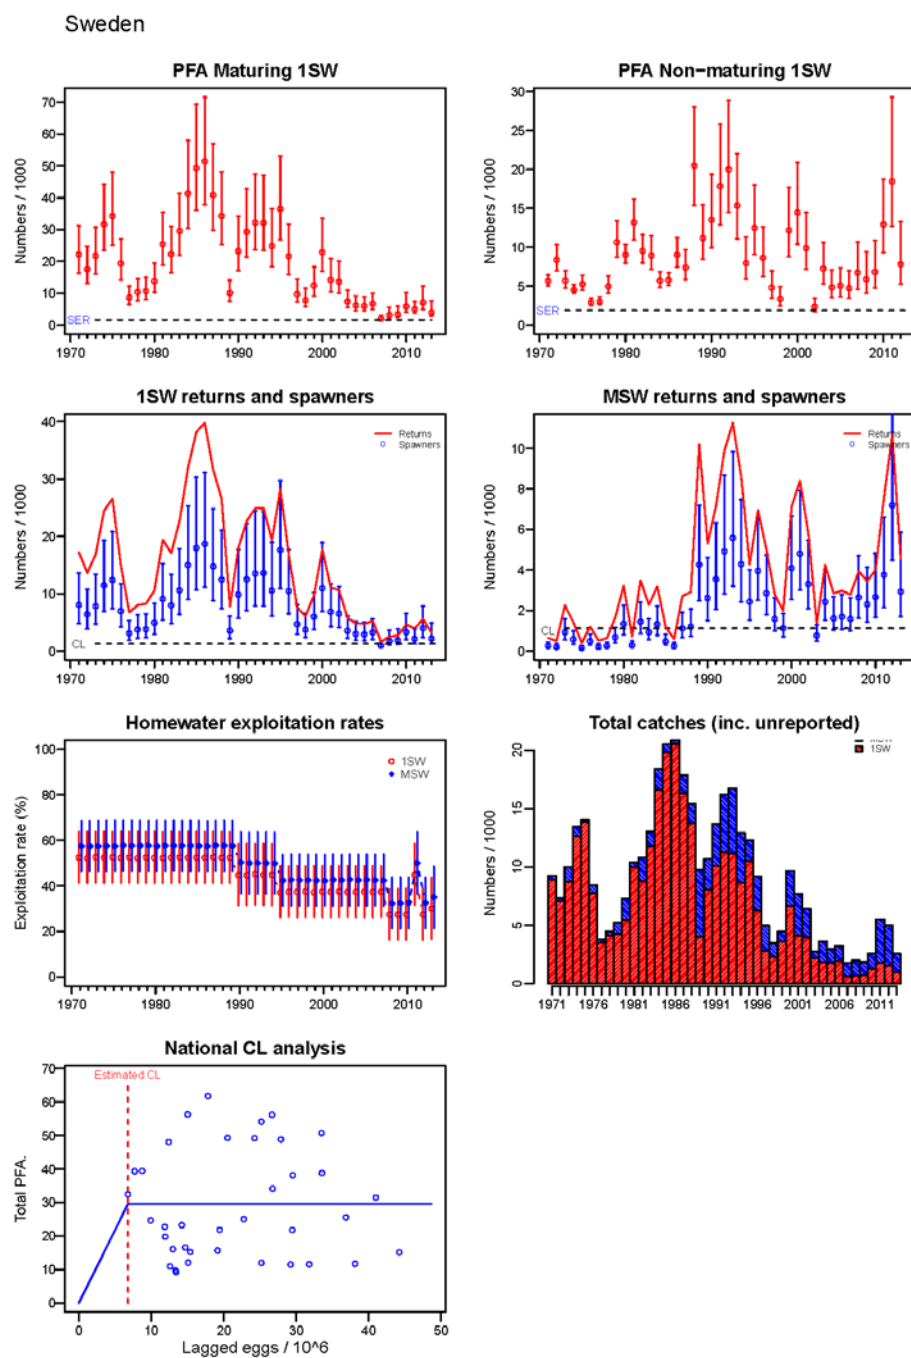 Sweden
PFA Maturing 1SW
Numbers / 1000
70
60
50
40
30
20
10
0
SER
1970 1980 1990 2000 2010
PFA Non-maturing 1SW
Numbers / 1000
30
25
20
15
10
5
0
SER
1970 1980 1990 2000 2010
1SW returns and spawners
Numbers / 1000
40
30
20
10
0
Returns
Spawners
CL
1970 1980 1990 2000 2010
MSW returns and spawners
Numbers / 1000
10
8
6
4
2
0
Returns
Spawners
CL
1970 1980 1990 2000 2010
Homewater exploitation rates
Exploitation rate (%)
100
80
60
40
20
0
1SW
MSW
1970 1980 1990 2000 2010
Total catches (inc. unreported)
Numbers / 1000
20
15
10
5
0
MSW
1SW
1971 1976 1981 1986 1991 1996 2001 2006 2011
National CL analysis
Total PFA.
70
60
50
40
30
20
10
0
Estimated CL
0 10 20 30 40 50
Lagged eggs / 10^6